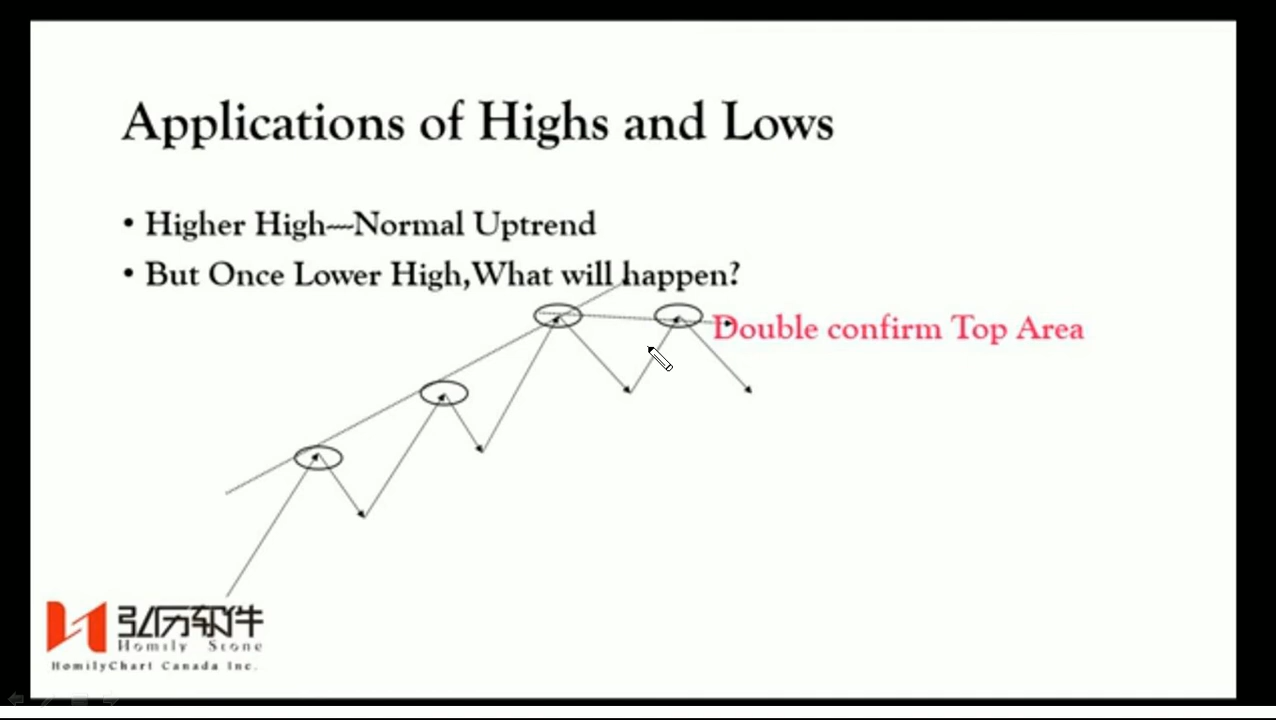 Applications of Highs and Lows
• Higher High---Normal Uptrend
• But Once Lower High,What will happen?
Double confirm Top Area
弘历软件
Homily Stone
HomilyChart Canada Inc.